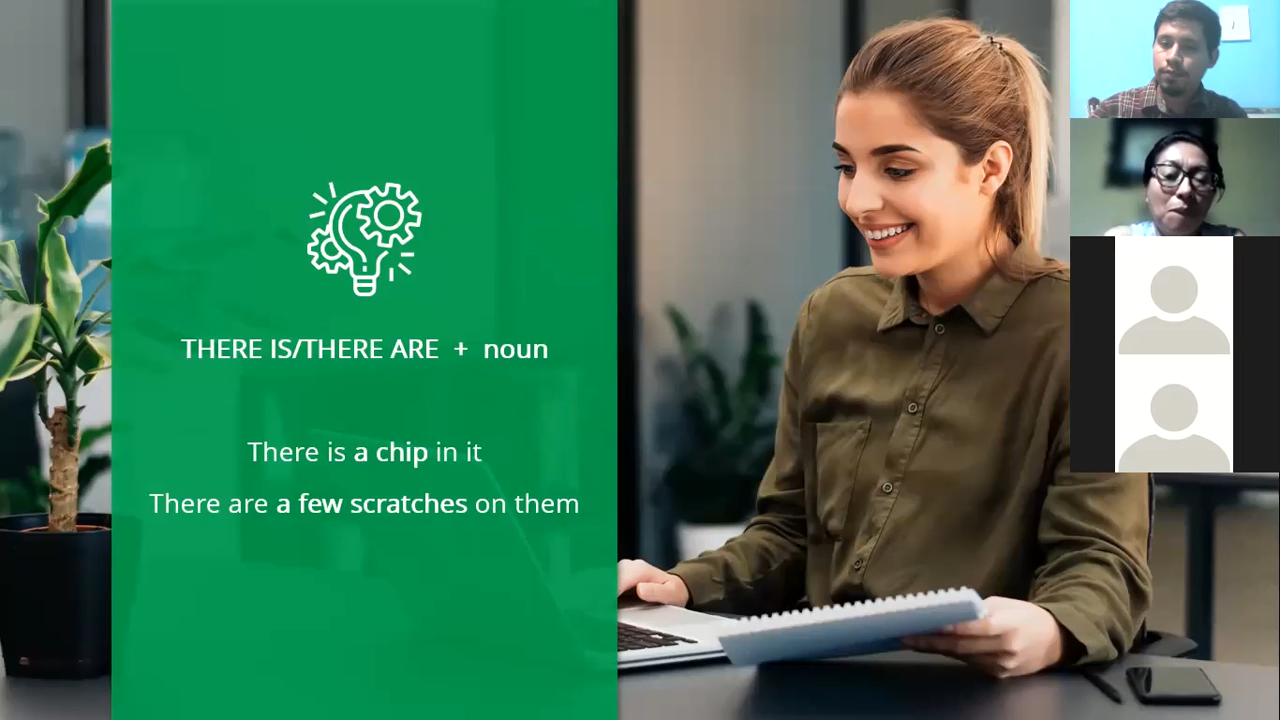 THERE IS/THERE ARE + noun
There is a chip in it
There are a few scratches on them